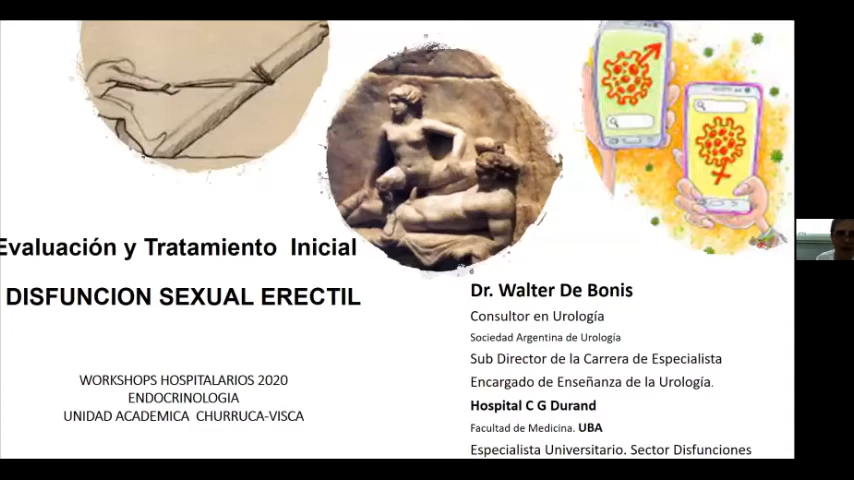 Evaluación y Tratamiento Inicial
DISFUNCION SEXUAL ERECTIL
WORKSHOPS HOSPITALARIOS 2020
ENDOCRINOLOGIA
UNIDAD ACADEMICA CHURRUCA-VISCA
Dr. Walter De Bonis
Consultor en Urología
Sociedad Argentina de Urología
Sub Director de la Carrera de Especialista
Encargado de Enseñanza de la Urología.
Hospital C G Durand
Facultad de Medicina. UBA
Especialista Universitario. Sector Disfunciones